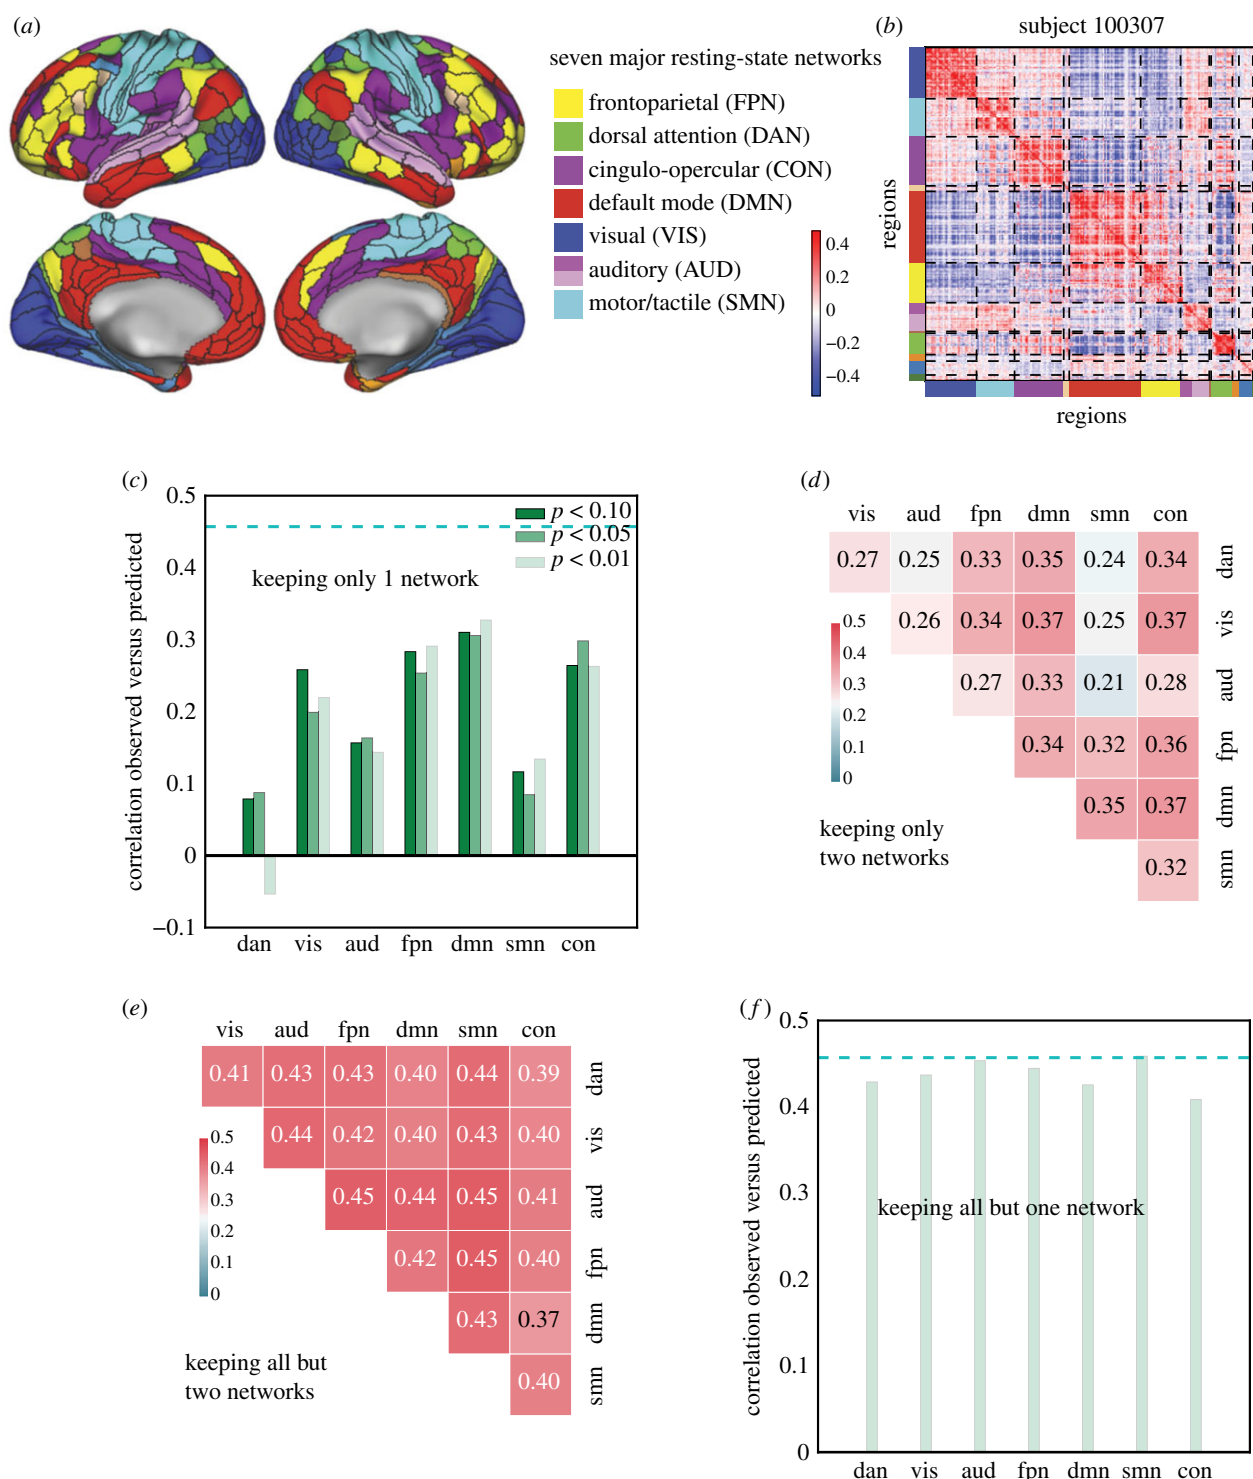 (a)
seven major resting-state networks
frontoparietal (FPN)
dorsal attention (DAN)
cingulo-opercular (CON)
default mode (DMN)
visual (VIS)
auditory (AUD)
motor/tactile (SMN)
(b)
subject 100307
regions
0.4
0.2
0
−0.2
−0.4
regions
(c)
correlation observed versus predicted
0.5
0.4
0.3
0.2
0.1
0
−0.1
p < 0.10
p < 0.05
p < 0.01
keeping only 1 network
dan vis aud fpn dmn smn con
(d)
vis aud fpn dmn smn con
0.27 0.25 0.33 0.35 0.24 0.34 dan
0.26 0.34 0.37 0.25 0.37 vis
0.27 0.33 0.21 0.28 aud
0.34 0.32 0.36 fpn
0.35 0.37 dmn
0.32 smn
0.5
0.4
0.3
0.2
0.1
0
keeping only
two networks
(e)
vis aud fpn dmn smn con
0.41 0.43 0.43 0.40 0.44 0.39 dan
0.44 0.42 0.40 0.43 0.40 vis
0.45 0.44 0.45 0.41 aud
0.42 0.45 0.40 fpn
0.43 0.37 dmn
0.40 smn
0.5
0.4
0.3
0.2
0.1
0
keeping all but
two networks
(f)
correlation observed versus predicted
0.5
0.4
0.3
0.2
0.1
0
keeping all but one network
dan vis aud fpn dmn smn con